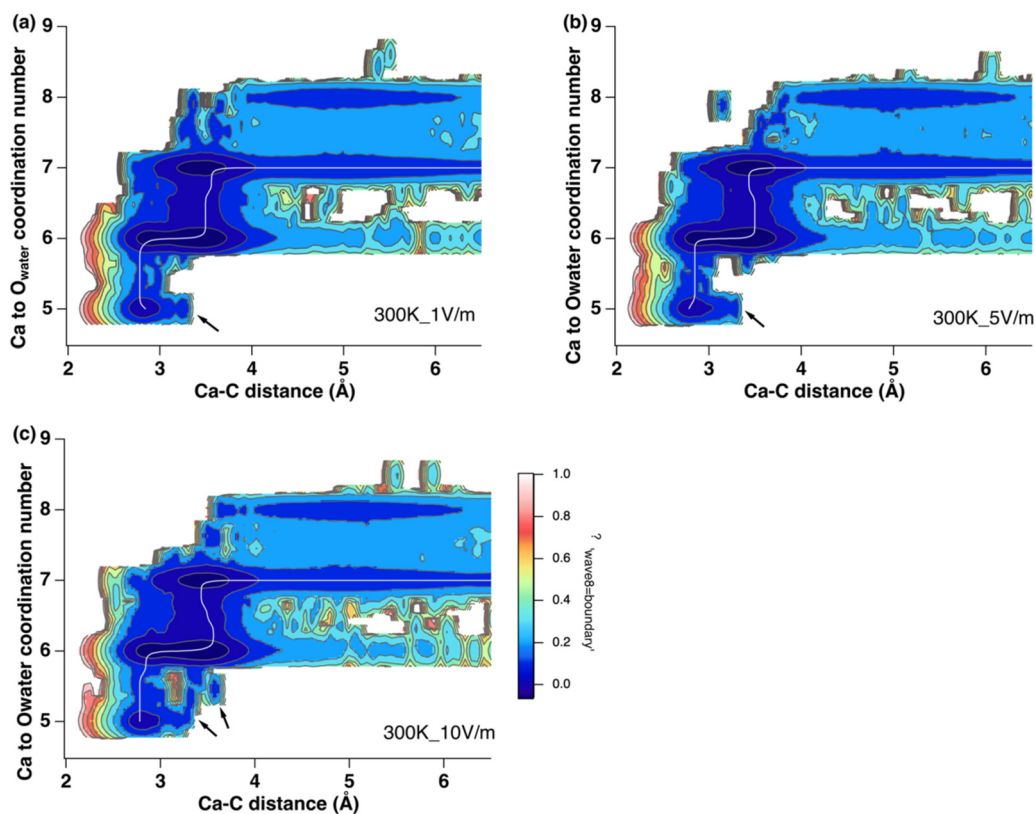 (a)
9
8
7
6
5
Ca to Owater coordination number
2
3
4
5
6
Ca-C distance (Å)
300K_1V/m
(b)
9
8
7
6
5
Ca to Owater coordination number
2
3
4
5
6
Ca-C distance (Å)
300K_5V/m
(c)
9
8
7
6
5
Ca to Owater coordination number
2
3
4
5
6
Ca-C distance (Å)
300K_10V/m
1.0
0.8
0.6
0.4
0.2
0.0
?_'wave8=boundary'